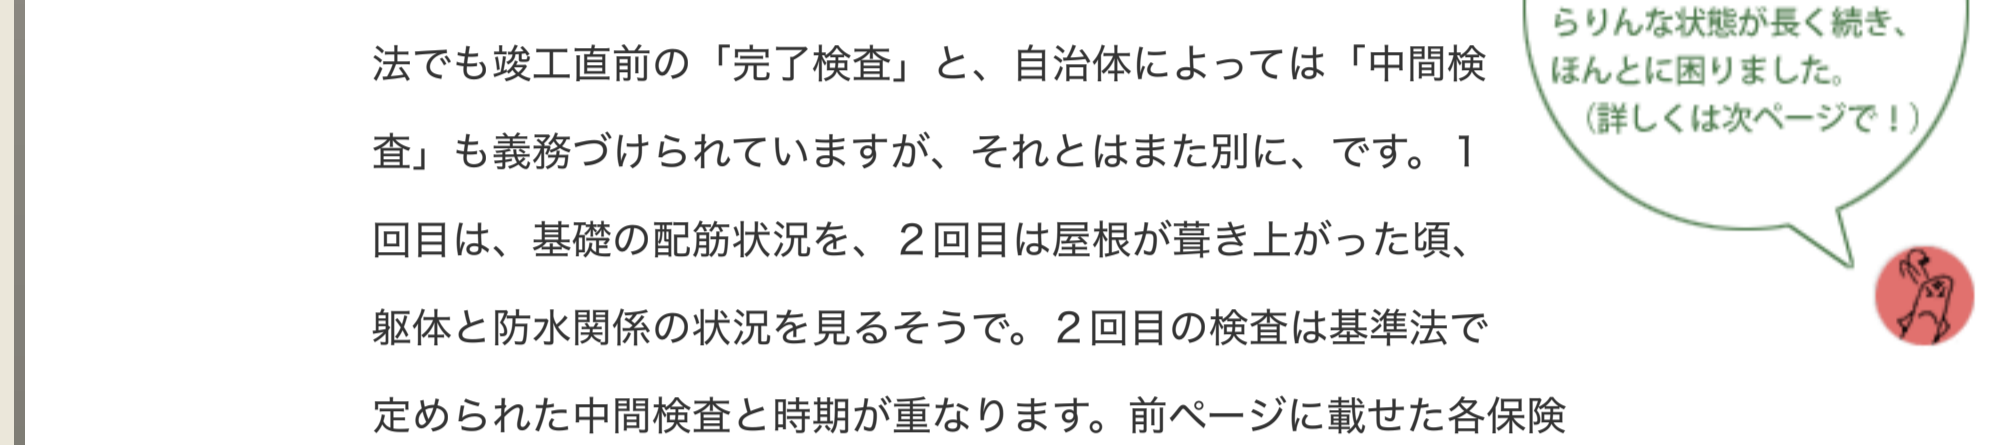 法でも竣工直前の「完了検査」と、自治体によっては「中間検
査」も義務づけられていますが、それとはまた別に、です。１
回目は、基礎の配筋状況を、２回目は屋根が葺き上がった頃、
躯体と防水関係の状況を見るそうで。２回目の検査は基準法で
定められた中間検査と時期が重なります。前ページに載せた各保険
らりんな状態が長く続き、
ほんとに困りました。
（詳しくは次ページで！）